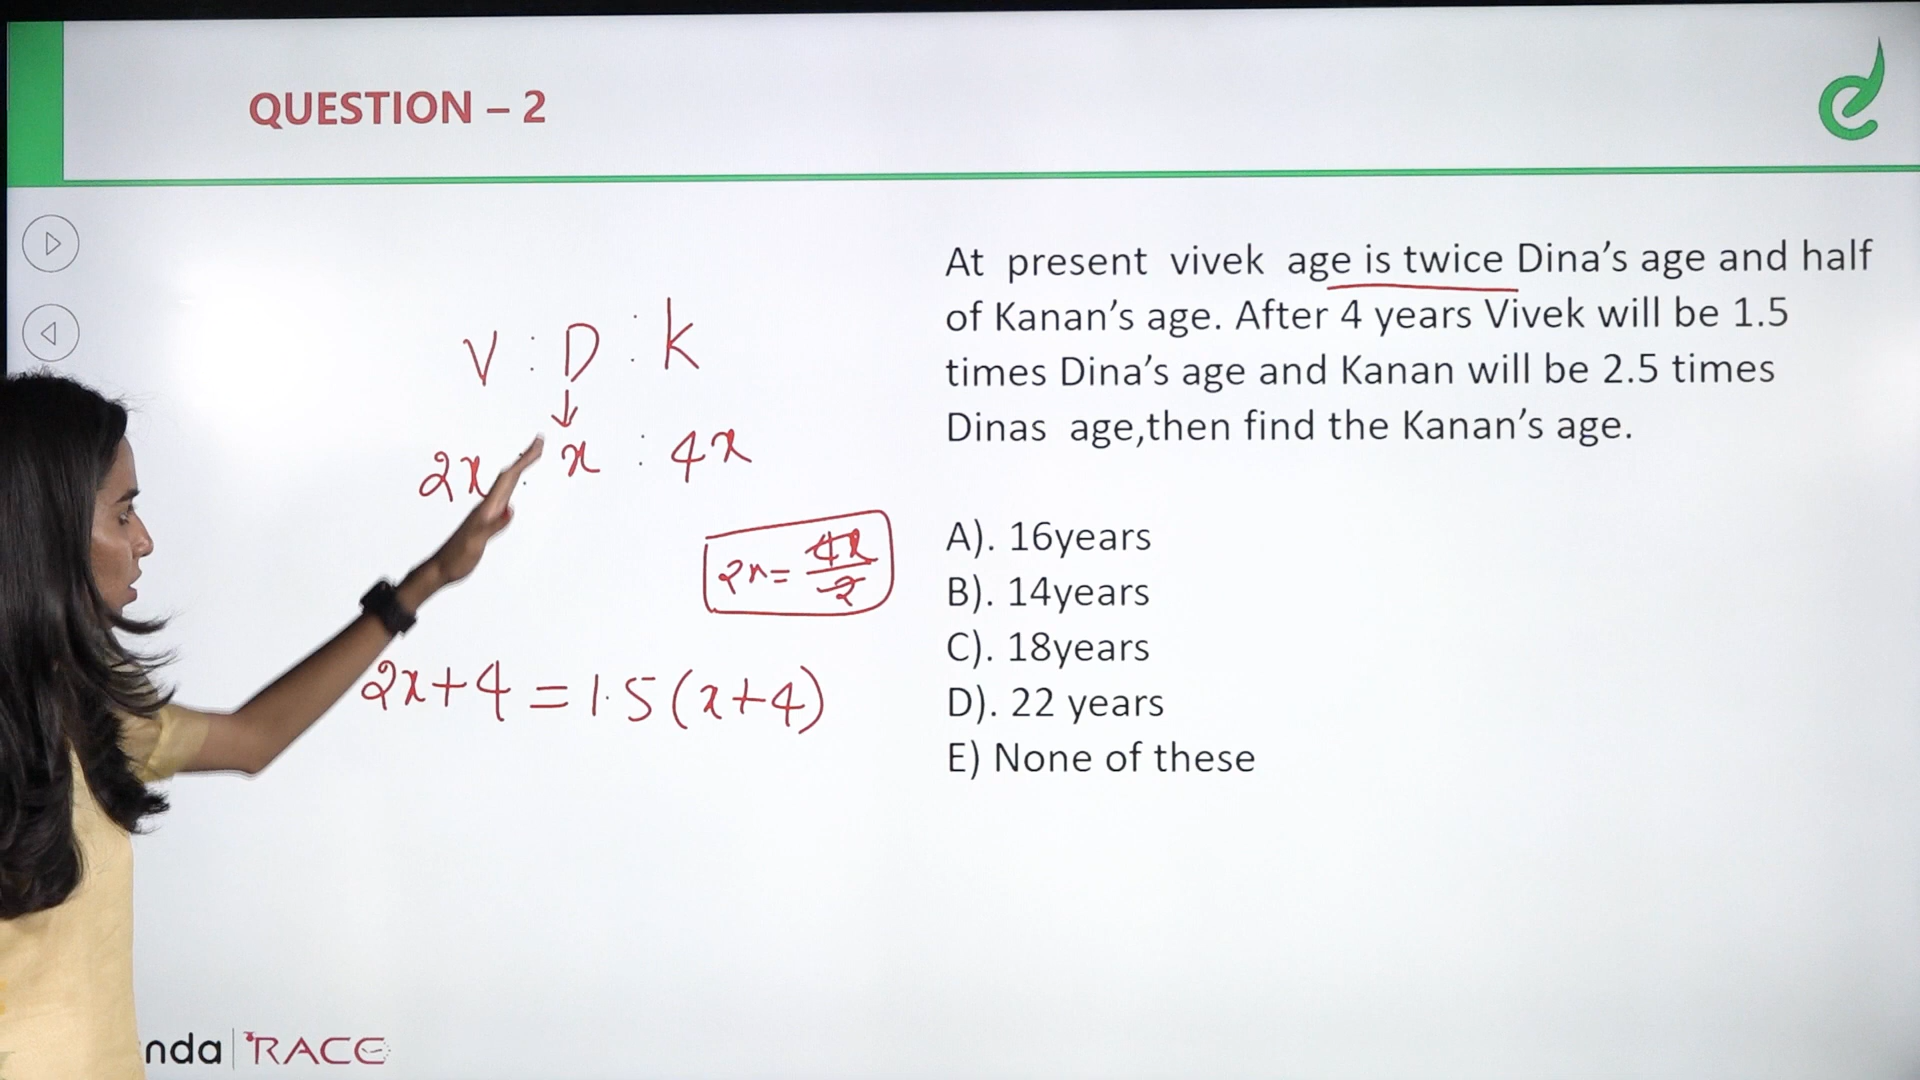 QUESTION – 2
At present vivek age is twice Dina's age and half
of Kanan's age. After 4 years Vivek will be 1.5
times Dina's age and Kanan will be 2.5 times
Dinas age,then find the Kanan's age.
A). 16years
B). 14years
C). 18years
D). 22 years
E) None of these
V : D : K
2x : x : 4x
2x = 4x/2
2x+4 = 1.5(x+4)
nda RACE